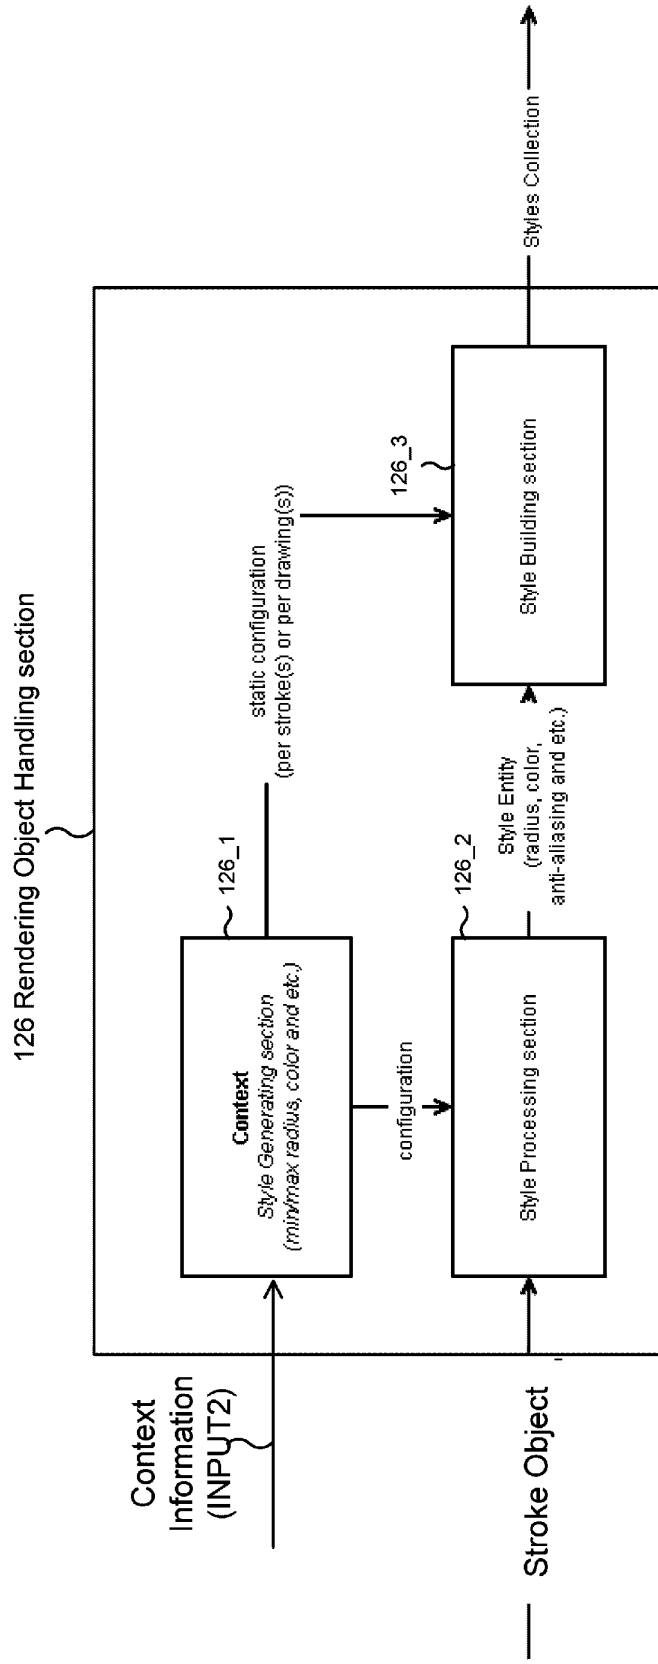 126 Rendering Object Handling section
Context
Information
(INPUT2)
126_1
Context
Style Generating section
(min/max radius, color and etc.)
static configuration
(per stroke(s) or per drawing(s))
configuration
126_3
Style Building section
Styles Collection
126_2
Style Processing section
Style Entity
(radius, color,
anti-aliasing and etc.)
Stroke Object